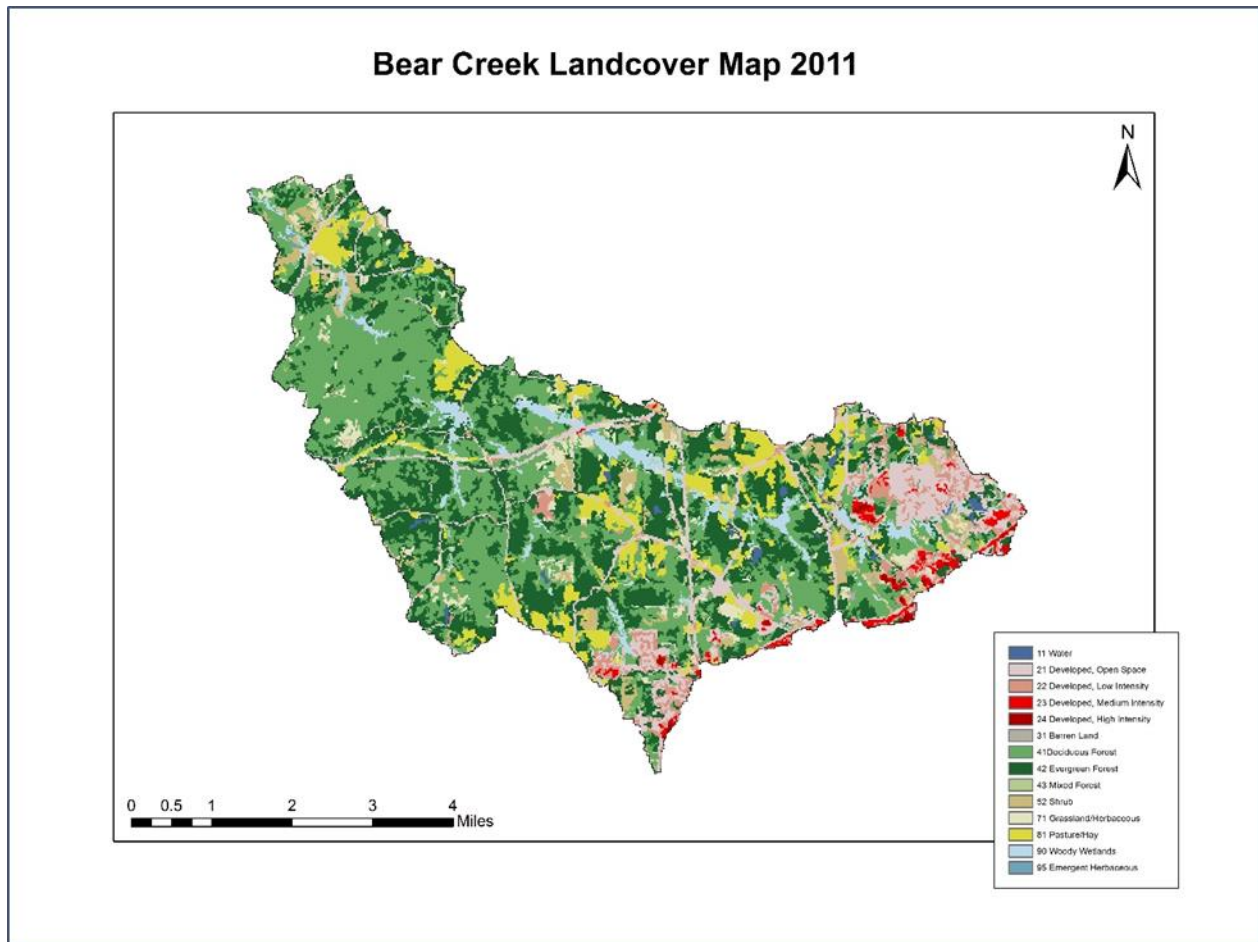 Bear Creek Landcover Map 2011
N
11 Water
21 Developed, Open Space
22 Developed, Low Intensity
23 Developed, Medium Intensity
24 Developed, High Intensity
31 Barren Land
41Deciduous Forest
42 Evergreen Forest
43 Mixed Forest
52 Shrub
71 Grassland/Herbaceous
81 Pasture/Hay
90 Woody Wetlands
95 Emergent Herbaceous
0 0.5 1 2 3 4
Miles